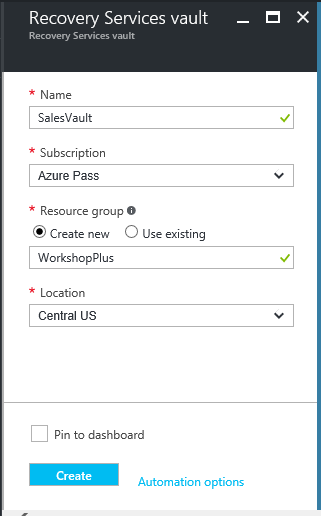 Recovery Services vault
Recovery Services vault
* Name
SalesVault
* Subscription
Azure Pass
* Resource group
Create new Use existing
WorkshopPlus
* Location
Central US
Pin to dashboard
Create Automation options